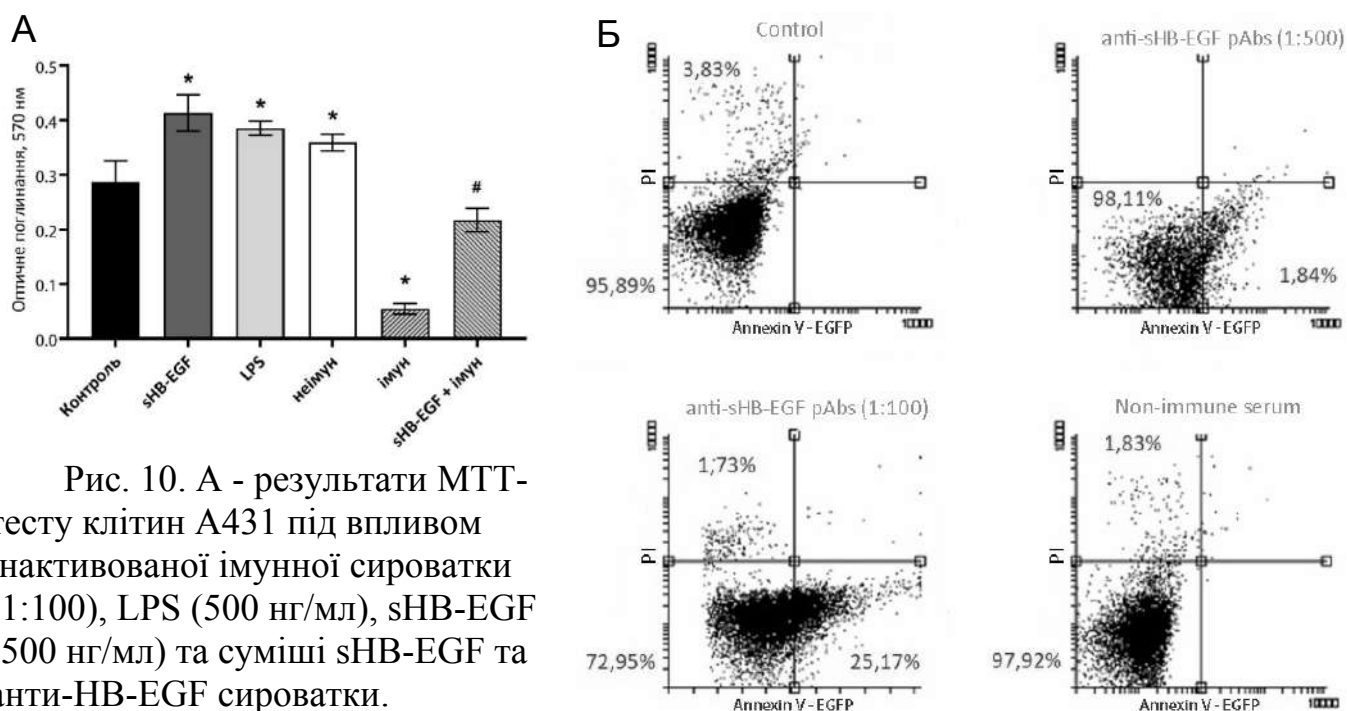 А
0.5
0.4
0.3
0.2
0.1
0.0
Оптичне поглинання, 570 нм
*
*
*
*
#
Контроль
sHB-EGF
LPS
неімун
імун
sHB-EGF + імун
Рис. 10. А - результати МТТ-
тесту клітин А431 під впливом
інактивованої імунної сироватки
(1:100), LPS (500 нг/мл), sHB-EGF
(500 нг/мл) та суміші sHB-EGF та
анти-HB-EGF сироватки.
Б
Control
3,83%
PI
95,89%
Annexin V - EGFP
anti-sHB-EGF pAbs (1:500)
PI
98,11%
1,84%
Annexin V - EGFP
anti-sHB-EGF pAbs (1:100)
1,73%
PI
72,95%
25,17%
Annexin V - EGFP
Non-immune serum
1,83%
PI
97,92%
Annexin V - EGFP